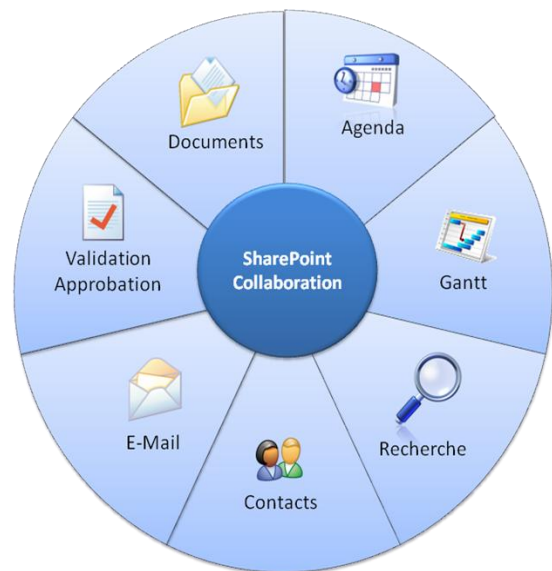 Documents
Agenda
Validation
Approbation
SharePoint
Collaboration
Gantt
E-Mail
Recherche
Contacts